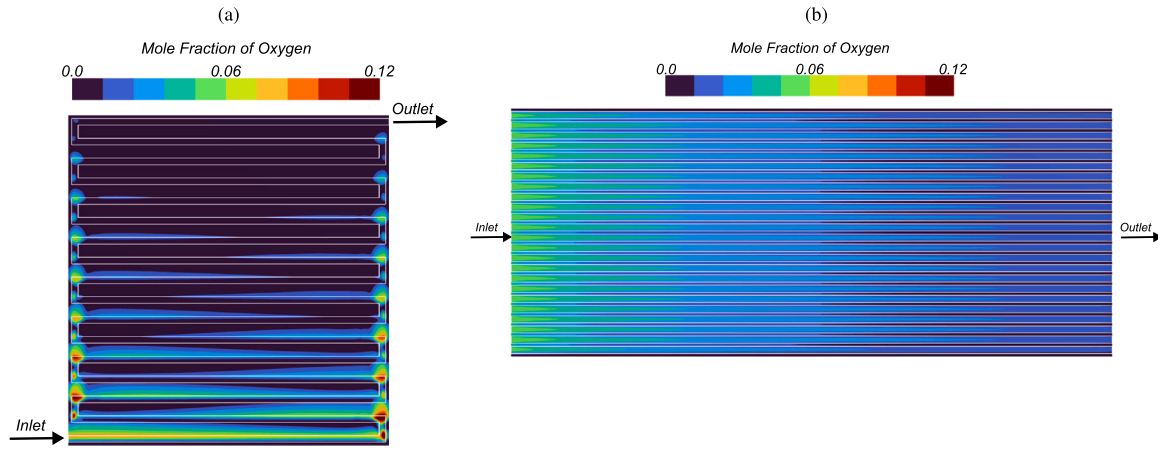 (a)
Mole Fraction of Oxygen
0.0 0.06 0.12
Outlet
Inlet
(b)
Mole Fraction of Oxygen
0.0 0.06 0.12
Inlet
Outlet